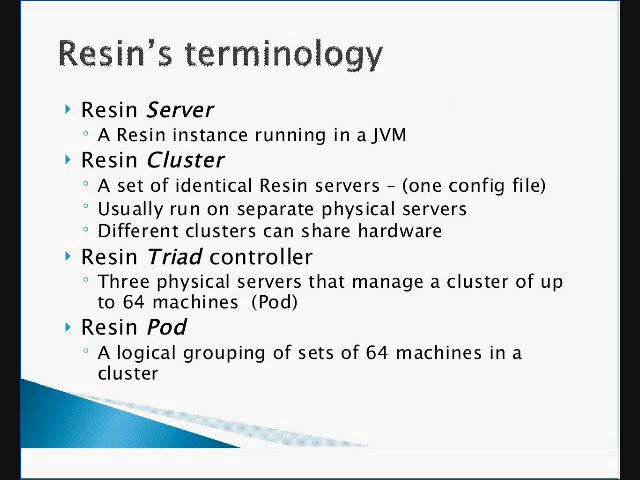 Resin's terminology
Resin Server
A Resin instance running in a JVM
Resin Cluster
A set of identical Resin servers – (one config file)
Usually run on separate physical servers
Different clusters can share hardware
Resin Triad controller
Three physical servers that manage a cluster of up
to 64 machines (Pod)
Resin Pod
A logical grouping of sets of 64 machines in a
cluster